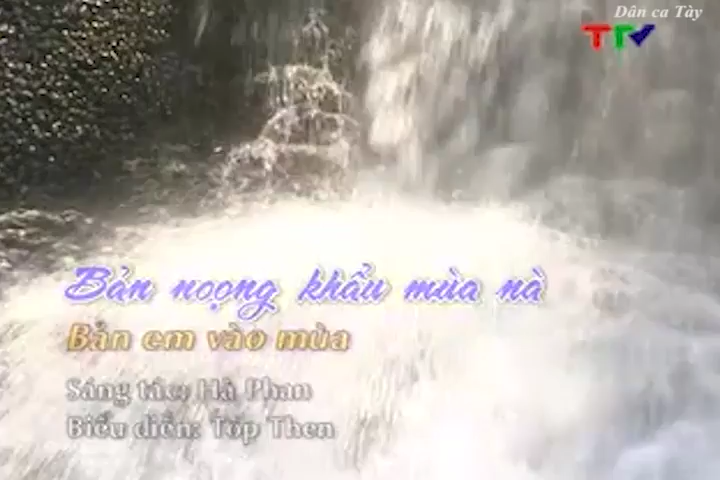 Dân ca Tày
TTV
Bản noọng khẩu mùa nà
Bản em vào mùa
Sáng tác: Hà Phan
Biểu diễn: Tốp Then